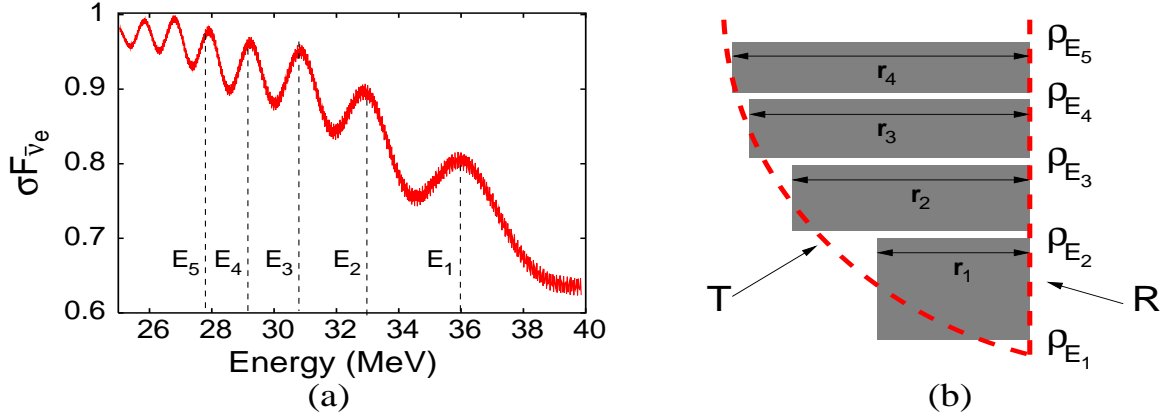 1
0.9
0.8
0.7
0.6
σF ν̄e
E5 E4 E3 E2 E1
26 28 30 32 34 36 38 40
Energy (MeV)
(a)
ρE5
r4
ρE4
r3
ρE3
r2
ρE2
r1
T
R
ρE1
(b)